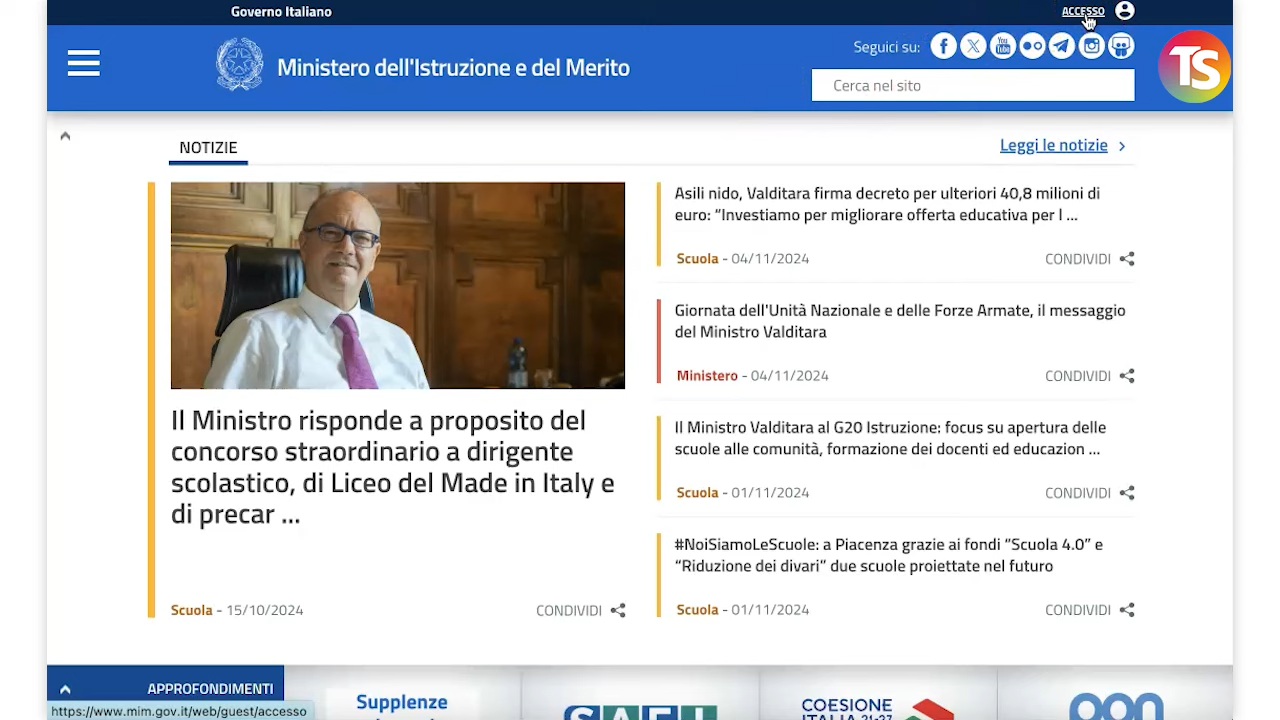 Governo Italiano
ACCESSO
Ministero dell'Istruzione e del Merito
Seguici su:
You
Tube
TS
Cerca nel sito
NOTIZIE
Leggi le notizie
Il Ministro risponde a proposito del
concorso straordinario a dirigente
scolastico, di Liceo del Made in Italy e
di precar ...
Scuola - 15/10/2024
CONDIVIDI
Asili nido, Valditara firma decreto per ulteriori 40,8 milioni di
euro: “Investiamo per migliorare offerta educativa per l ...
Scuola - 04/11/2024
CONDIVIDI
Giornata dell'Unità Nazionale e delle Forze Armate, il messaggio
del Ministro Valditara
Ministero - 04/11/2024
CONDIVIDI
Il Ministro Valditara al G20 Istruzione: focus su apertura delle
scuole alle comunità, formazione dei docenti ed educazion ...
Scuola - 01/11/2024
CONDIVIDI
#NoiSiamoLeScuole: a Piacenza grazie ai fondi “Scuola 4.0” e
“Riduzione dei divari” due scuole proiettate nel futuro
Scuola - 01/11/2024
CONDIVIDI
APPROFONDIMENTI
Supplenze
COESIONE
ITALIA 21-27
pon
https://www.mim.gov.it/web/guest/accesso